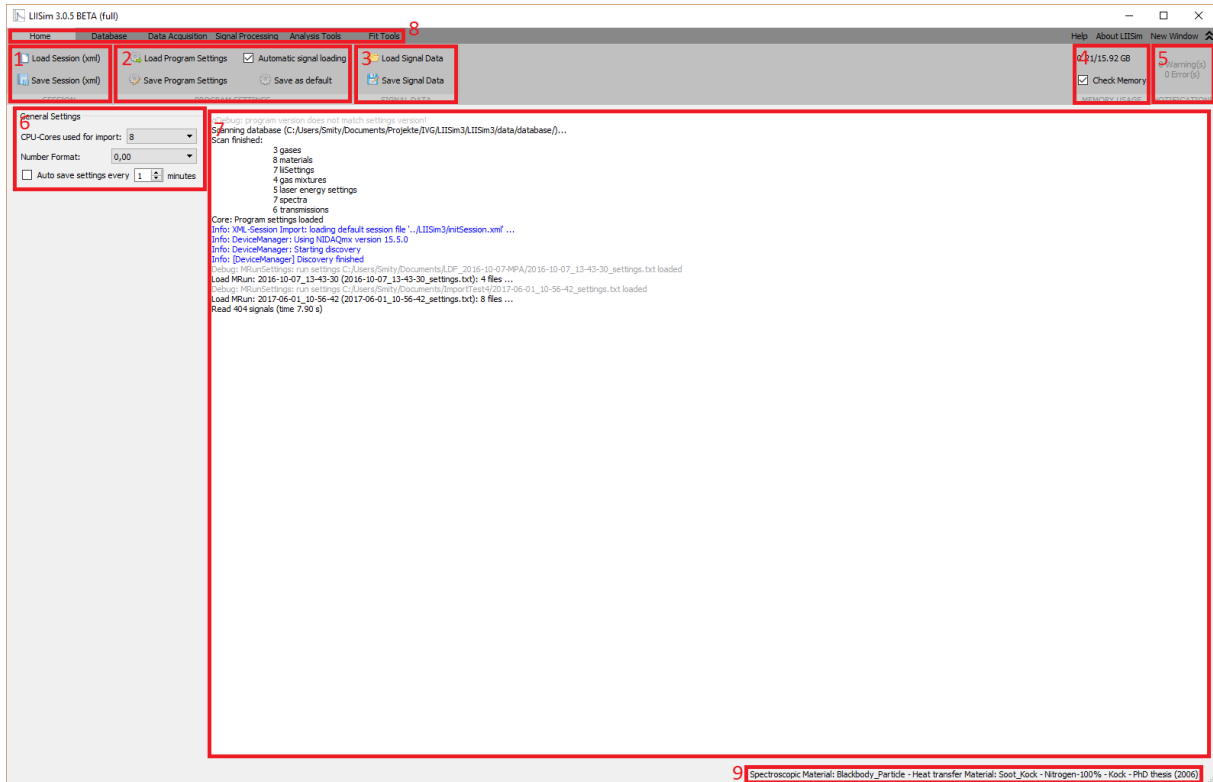 LIISim 3.0.5 BETA (full)
Home Database Data Acquisition Signal Processing Analysis Tools Fit Tools 8 Help About LIISim New Window
1 Load Session (xml) 2 Load Program Settings Automatic signal loading 3 Load Signal Data 4 0.21/15.92 GB 5 Warning(s)
Save Session (xml) Save Program Settings Save as default Save Signal Data Check Memory 0 Error(s)
SESSION PROGRAM SETTINGS SIGNAL DATA MEMORY USAGE NOTIFICATION
General Settings
6
CPU-Cores used for import: 8
Number Format: 0,00
Auto save settings every 1 minutes
7
Debug: program version does not match settings version!
Scanning database (C:/Users/Smity/Documents/Projekte/IVG/LIISim3/LIISim3/data/database/)...
Scan finished:
3 gases
8 materials
7 liiSettings
4 gas mixtures
5 laser energy settings
7 spectra
6 transmissions
Core: Program settings loaded
Info: XML-Session Import: loading default session file '../LIISim3/initSession.xml' ...
Info: DeviceManager: Using NIDAQmx version 15.5.0
Info: DeviceManager: Starting discovery
Info: [DeviceManager] Discovery finished
Debug: MRunSettings: run settings C:/Users/Smity/Documents/LDF_2016-10-07-MPA/2016-10-07_13-43-30_settings.txt loaded
Load MRun: 2016-10-07_13-43-30 (2016-10-07_13-43-30_settings.txt): 4 files ...
Debug: MRunSettings: run settings C:/Users/Smity/Documents/ImportTest4/2017-06-01_10-56-42_settings.txt loaded
Load MRun: 2017-06-01_10-56-42 (2017-06-01_10-56-42_settings.txt): 8 files ...
Read 404 signals (time 7.90 s)
9 Spectroscopic Material: Blackbody_Particle - Heat transfer Material: Soot_Kock - Nitrogen-100% - Kock - PhD thesis (2006)